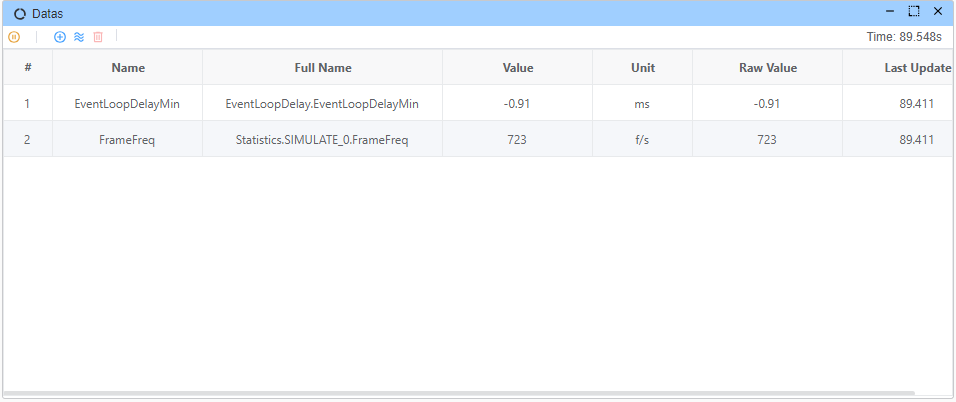 Datas
Time: 89.548s
# Name Full Name Value Unit Raw Value Last Update
1 EventLoopDelayMin EventLoopDelay.EventLoopDelayMin -0.91 ms -0.91 89.411
2 FrameFreq Statistics.SIMULATE_0.FrameFreq 723 f/s 723 89.411